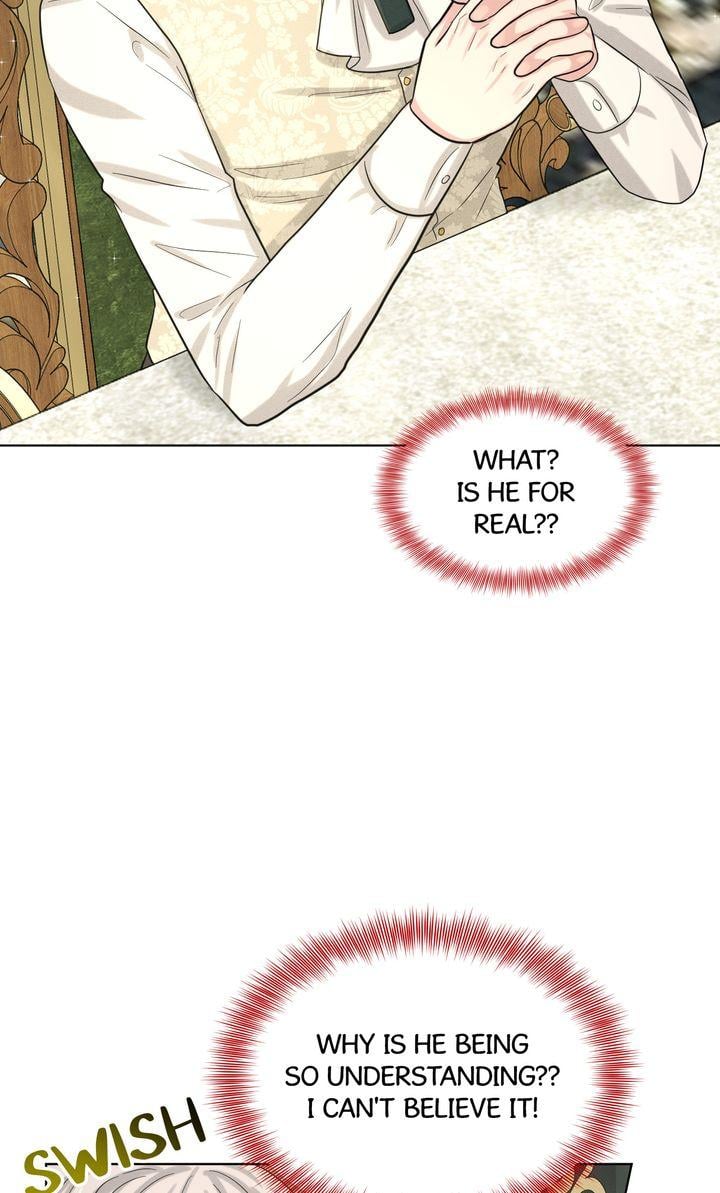 WHAT?
IS HE FOR
REAL??
WHY IS HE BEING
SO UNDERSTANDING??
I CAN'T BELIEVE IT!
SWISH